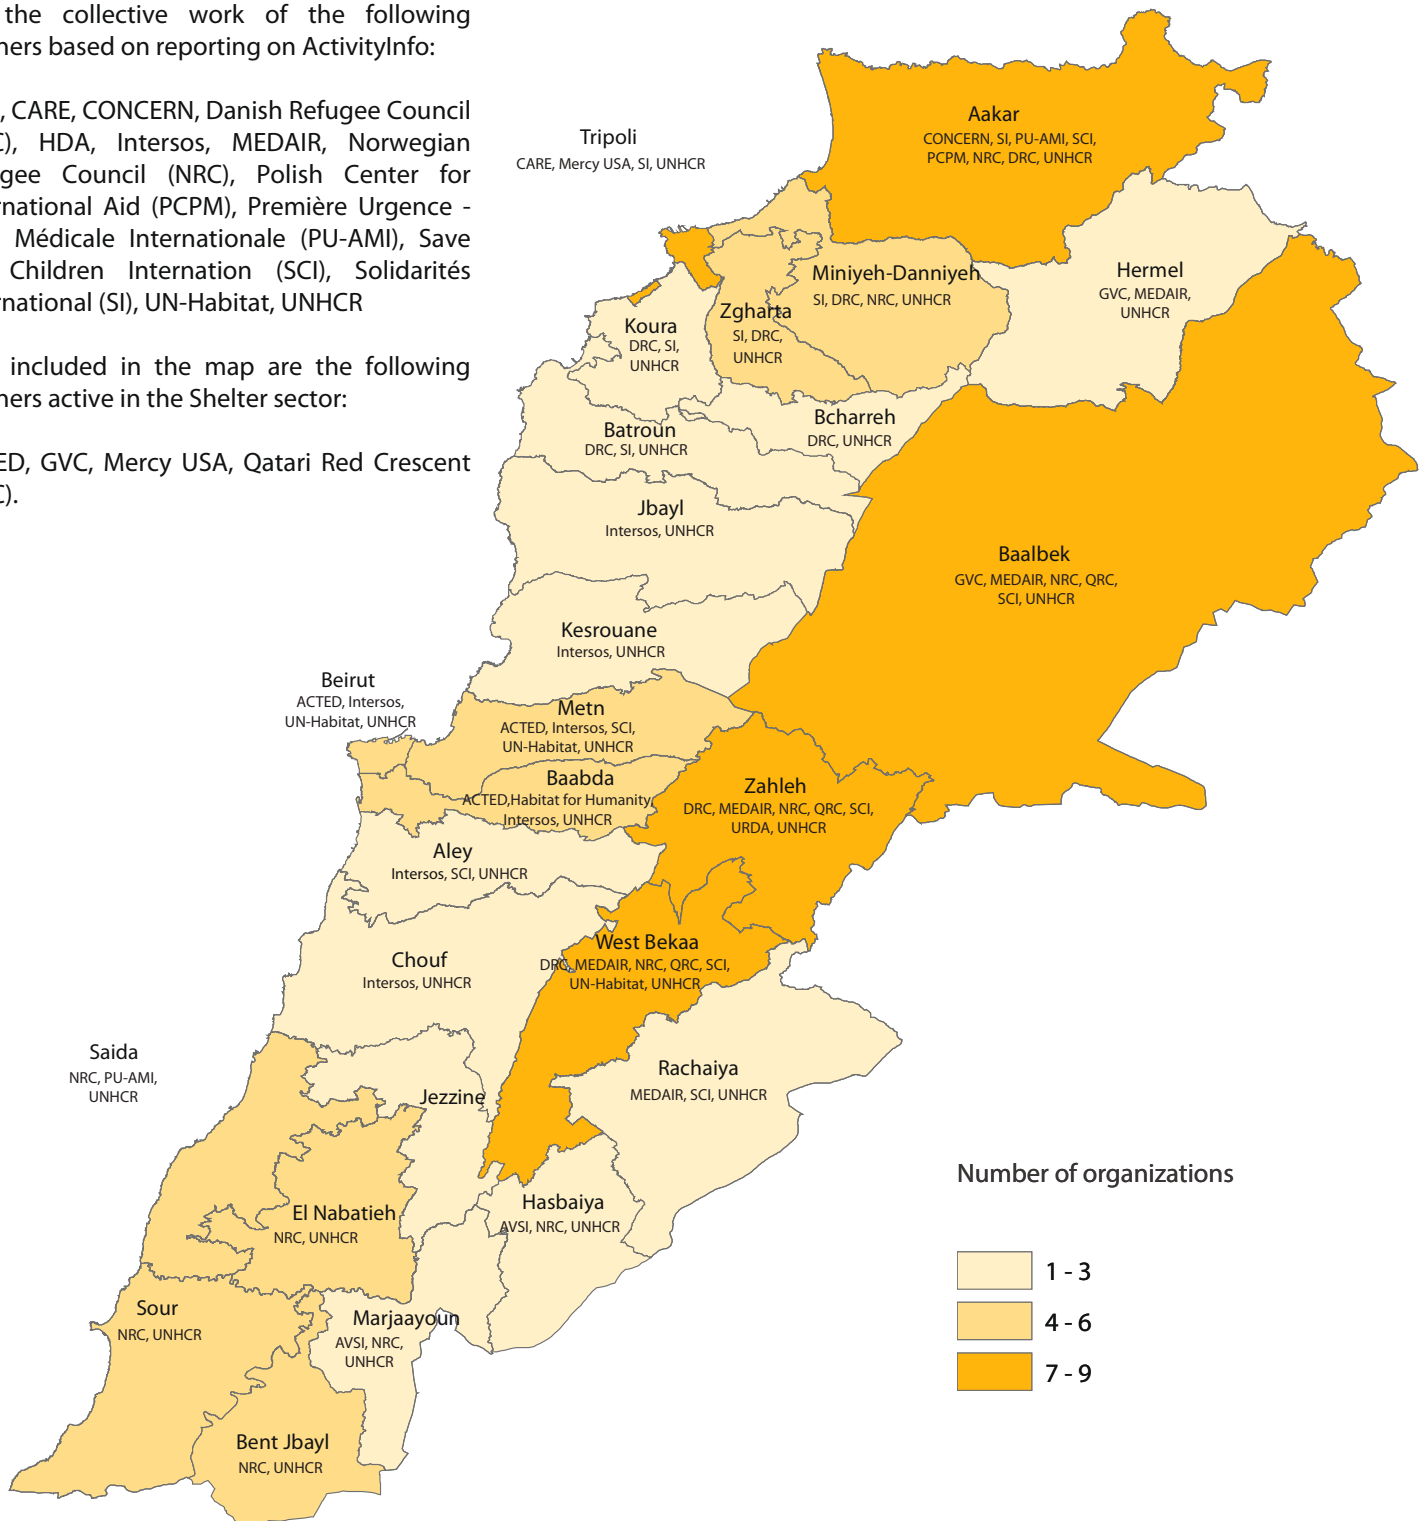 the collective work of the following
ners based on reporting on ActivityInfo:
, CARE, CONCERN, Danish Refugee Council
C), HDA, Intersos, MEDAIR, Norwegian
gee Council (NRC), Polish Center for
rnational Aid (PCPM), Première Urgence -
Médicale Internationale (PU-AMI), Save
Children Internation (SCI), Solidarités
rnational (SI), UN-Habitat, UNHCR
included in the map are the following
ners active in the Shelter sector:
ED, GVC, Mercy USA, Qatari Red Crescent
C).
Tripoli
CARE, Mercy USA, SI, UNHCR
Aakar
CONCERN, SI, PU-AMI, SCI,
PCPM, NRC, DRC, UNHCR
Hermel
GVC, MEDAIR,
UNHCR
Miniyeh-Danniyeh
SI, DRC, NRC, UNHCR
Zgharta
SI, DRC,
UNHCR
Koura
DRC, SI,
UNHCR
Bcharreh
DRC, UNHCR
Batroun
DRC, SI, UNHCR
Jbayl
Intersos, UNHCR
Baalbek
GVC, MEDAIR, NRC, QRC,
SCI, UNHCR
Kesrouane
Intersos, UNHCR
Beirut
ACTED, Intersos,
UN-Habitat, UNHCR
Metn
ACTED, Intersos, SCI,
UN-Habitat, UNHCR
Baabda
ACTED,Habitat for Humanity,
Intersos, UNHCR
Zahleh
DRC, MEDAIR, NRC, QRC, SCI,
URDA, UNHCR
Aley
Intersos, SCI, UNHCR
Chouf
Intersos, UNHCR
West Bekaa
DRC, MEDAIR, NRC, QRC, SCI,
UN-Habitat, UNHCR
Saida
NRC, PU-AMI,
UNHCR
Rachaiya
MEDAIR, SCI, UNHCR
Jezzine
Hasbaiya
AVSI, NRC, UNHCR
El Nabatieh
NRC, UNHCR
Sour
NRC, UNHCR
Marjaayoun
AVSI, NRC,
UNHCR
Bent Jbayl
NRC, UNHCR
Number of organizations
1 - 3
4 - 6
7 - 9